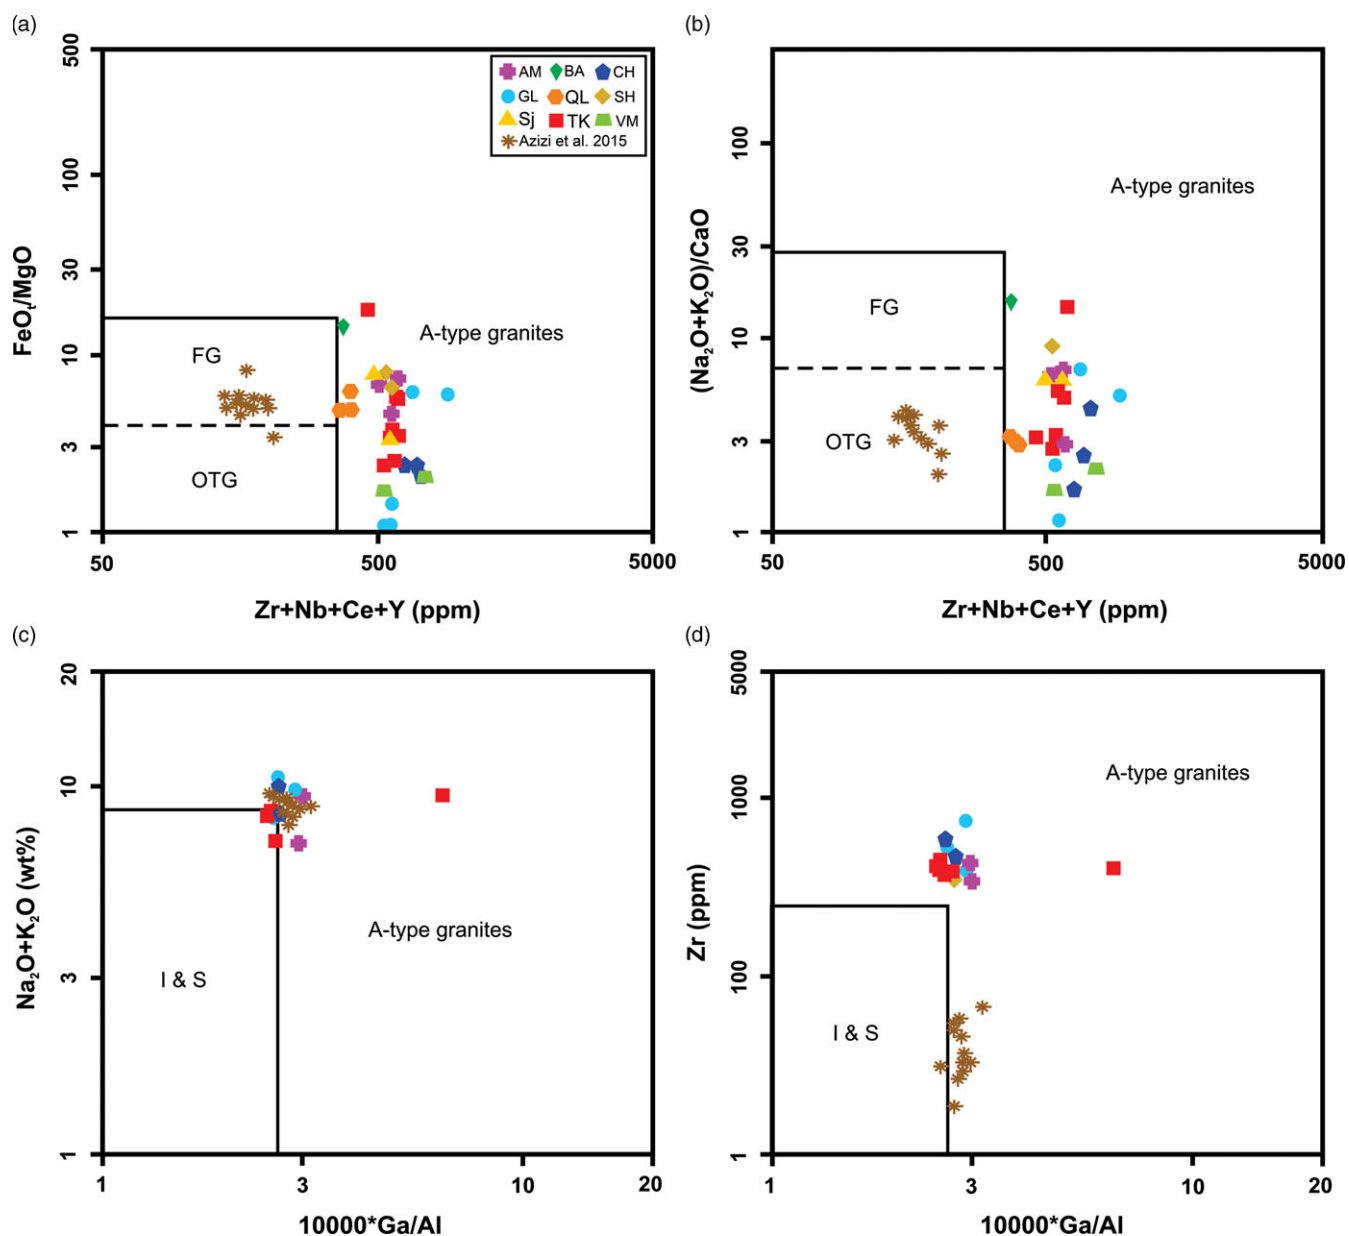 (a)
500
100
30
10
3
1
FeOt/MgO
AM BA CH
GL QL SH
Sj TK VM
Azizi et al. 2015
A-type granites
FG
OTG
50 500 5000
Zr+Nb+Ce+Y (ppm)
(b)
100
30
10
3
1
(Na2O+K2O)/CaO
A-type granites
FG
OTG
50 500 5000
Zr+Nb+Ce+Y (ppm)
(c)
20
10
3
1
Na2O+K2O (wt%)
A-type granites
I & S
1 3 10 20
10000*Ga/Al
(d)
5000
1000
100
1
Zr (ppm)
A-type granites
I & S
1 3 10 20
10000*Ga/Al